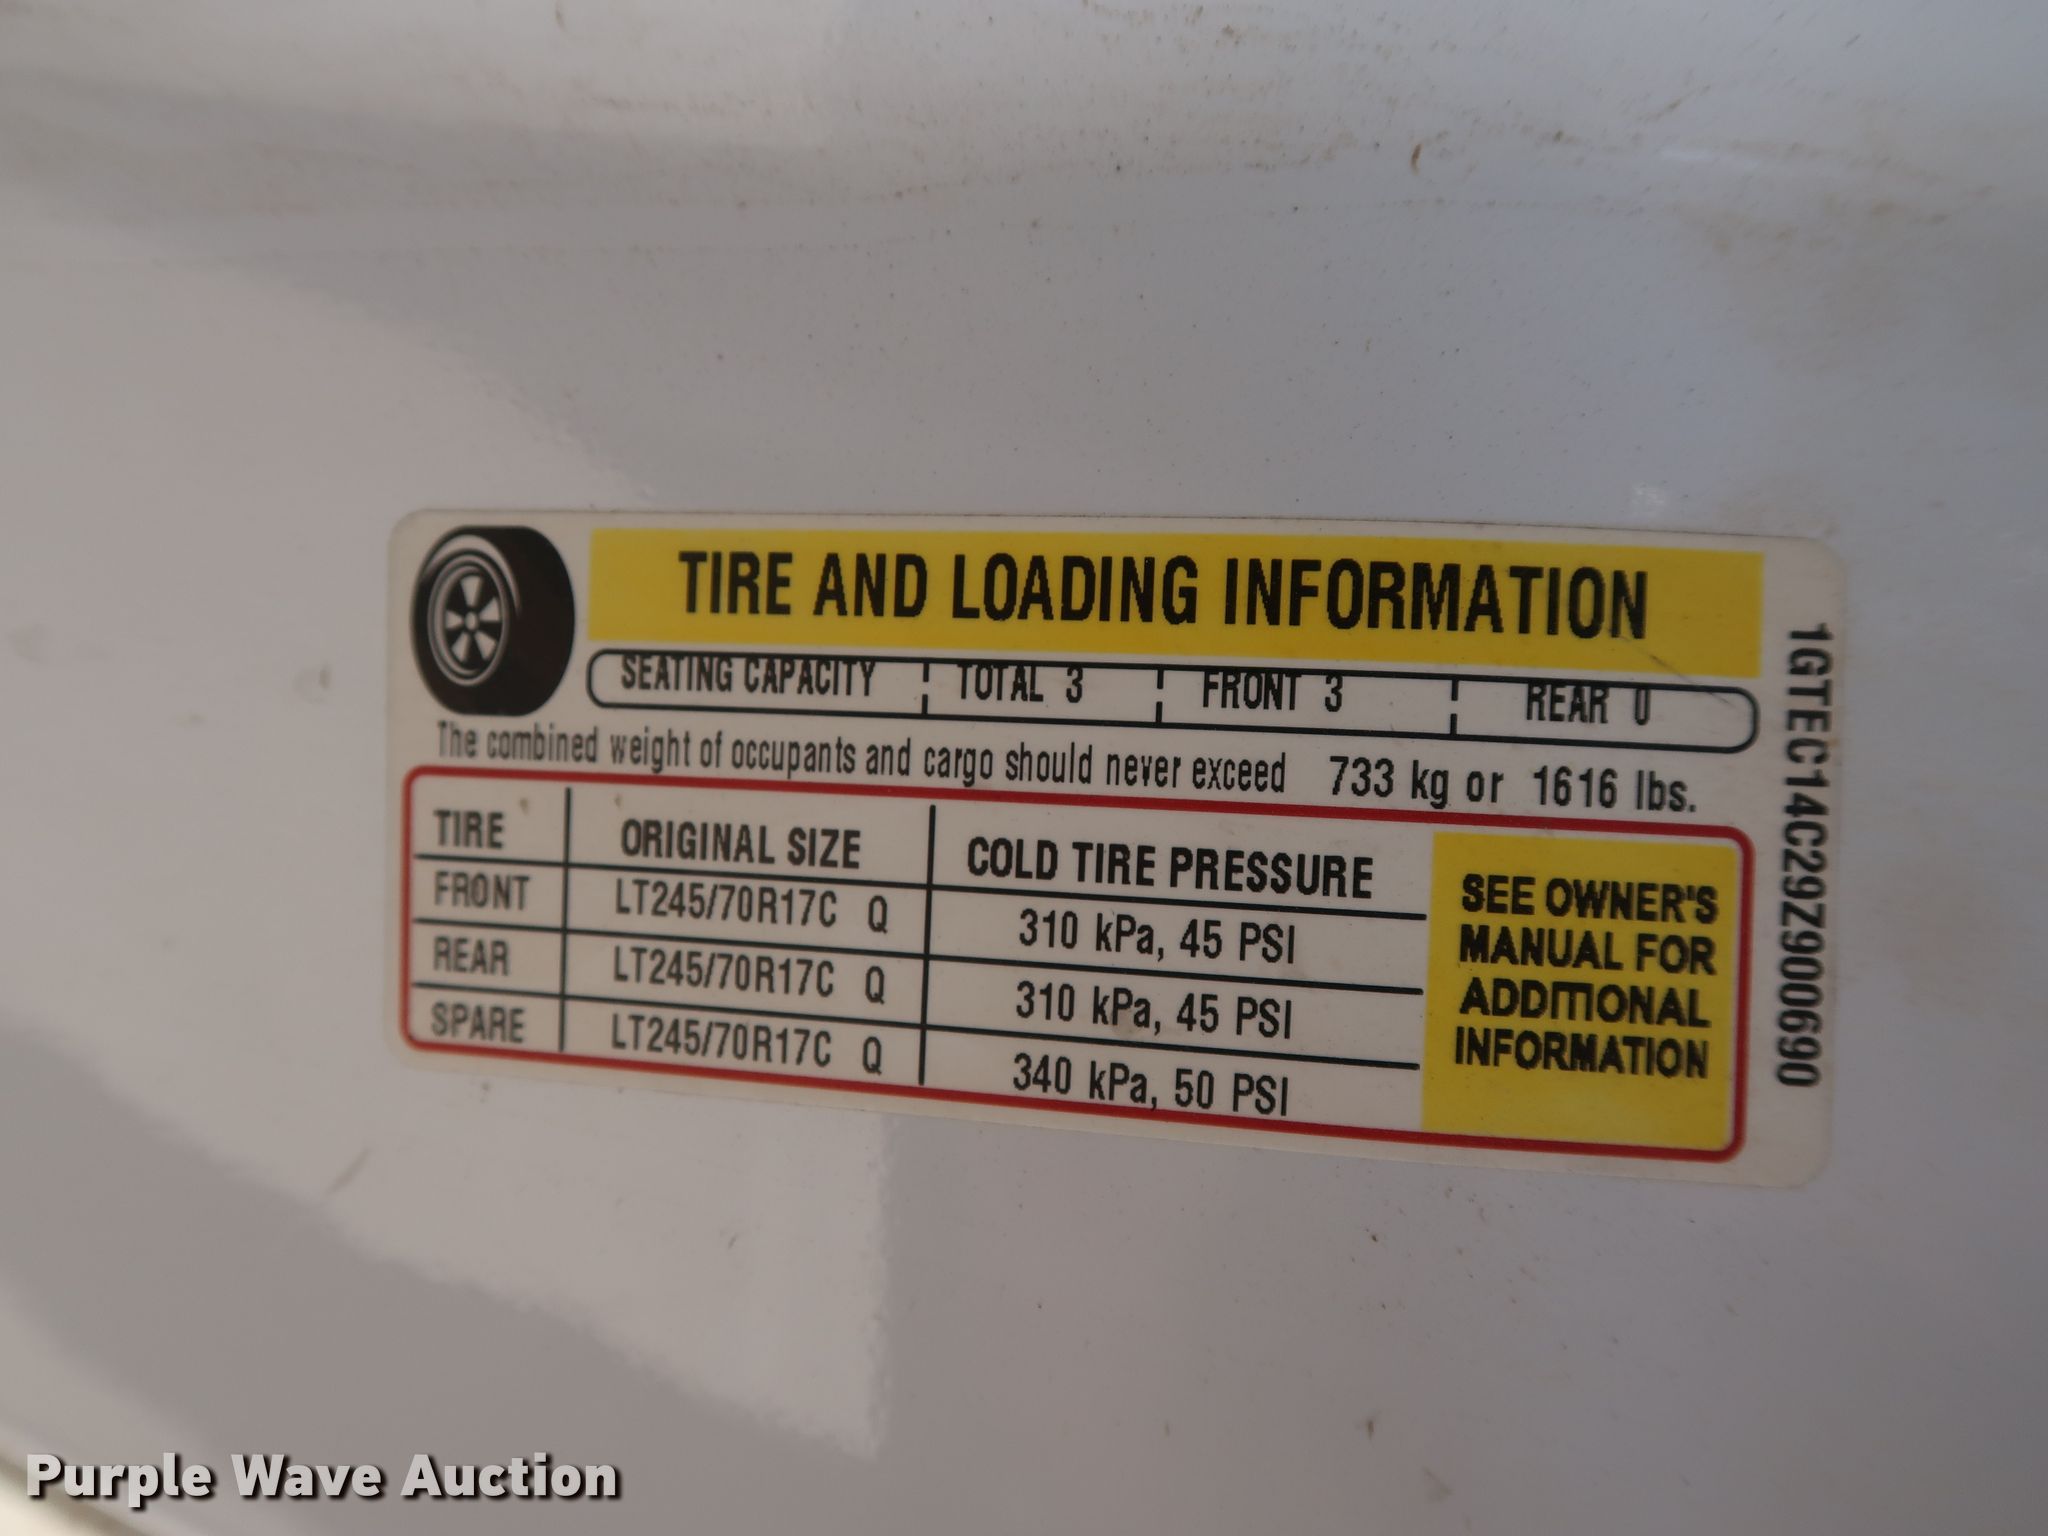 TIRE AND LOADING INFORMATION
SEATING CAPACITY TOTAL 3 FRONT 3 REAR 0
The combined weight of occupants and cargo should never exceed 733 kg or 1616 lbs.
TIRE ORIGINAL SIZE COLD TIRE PRESSURE
FRONT LT245/70R17C Q 310 kPa, 45 PSI
REAR LT245/70R17C Q 310 kPa, 45 PSI
SPARE LT245/70R17C Q 340 kPa, 50 PSI
SEE OWNER'S
MANUAL FOR
ADDITIONAL
INFORMATION
1GTEC14C29Z900690
Purple Wave Auction